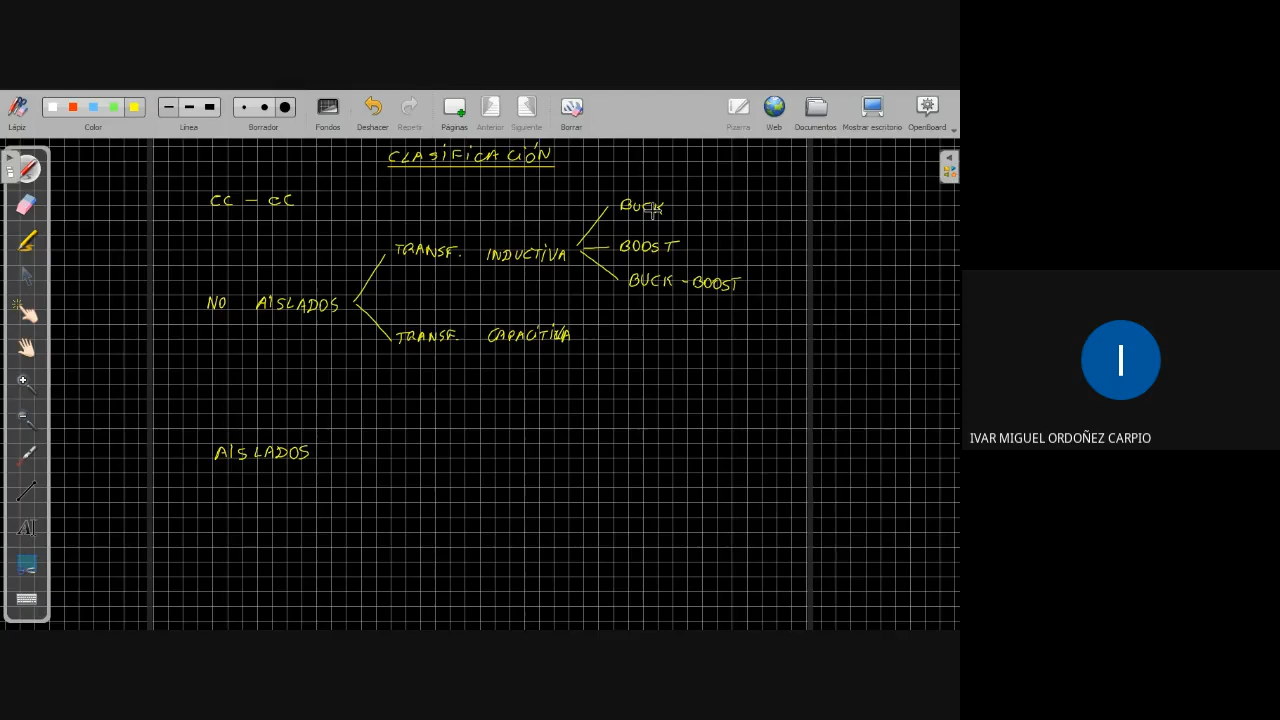 Lápiz Color Línea Borrador Fondos Deshacer Repetir Páginas Anterior Siguiente Borrar Pizarra Web Documentos Mostrar escritorio OpenBoard
CLASIFICACIÓN
CC - CC
BUCK
TRANSF. INDUCTIVA
BOOST
BUCK - BOOST
NO AISLADOS
TRANSF. CAPACITIVA
AISLADOS
I
IVAR MIGUEL ORDOÑEZ CARPIO